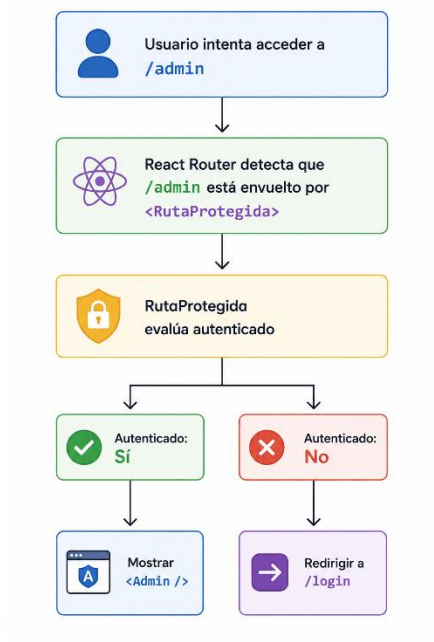 Usuario intenta acceder a
/admin
React Router detecta que
/admin está envuelto por
<RutaProtegida>
RutaProtegida
evalúa autenticado
Autenticado:
Sí
Autenticado:
No
A
Mostrar
<Admin />
Redirigir a
/login